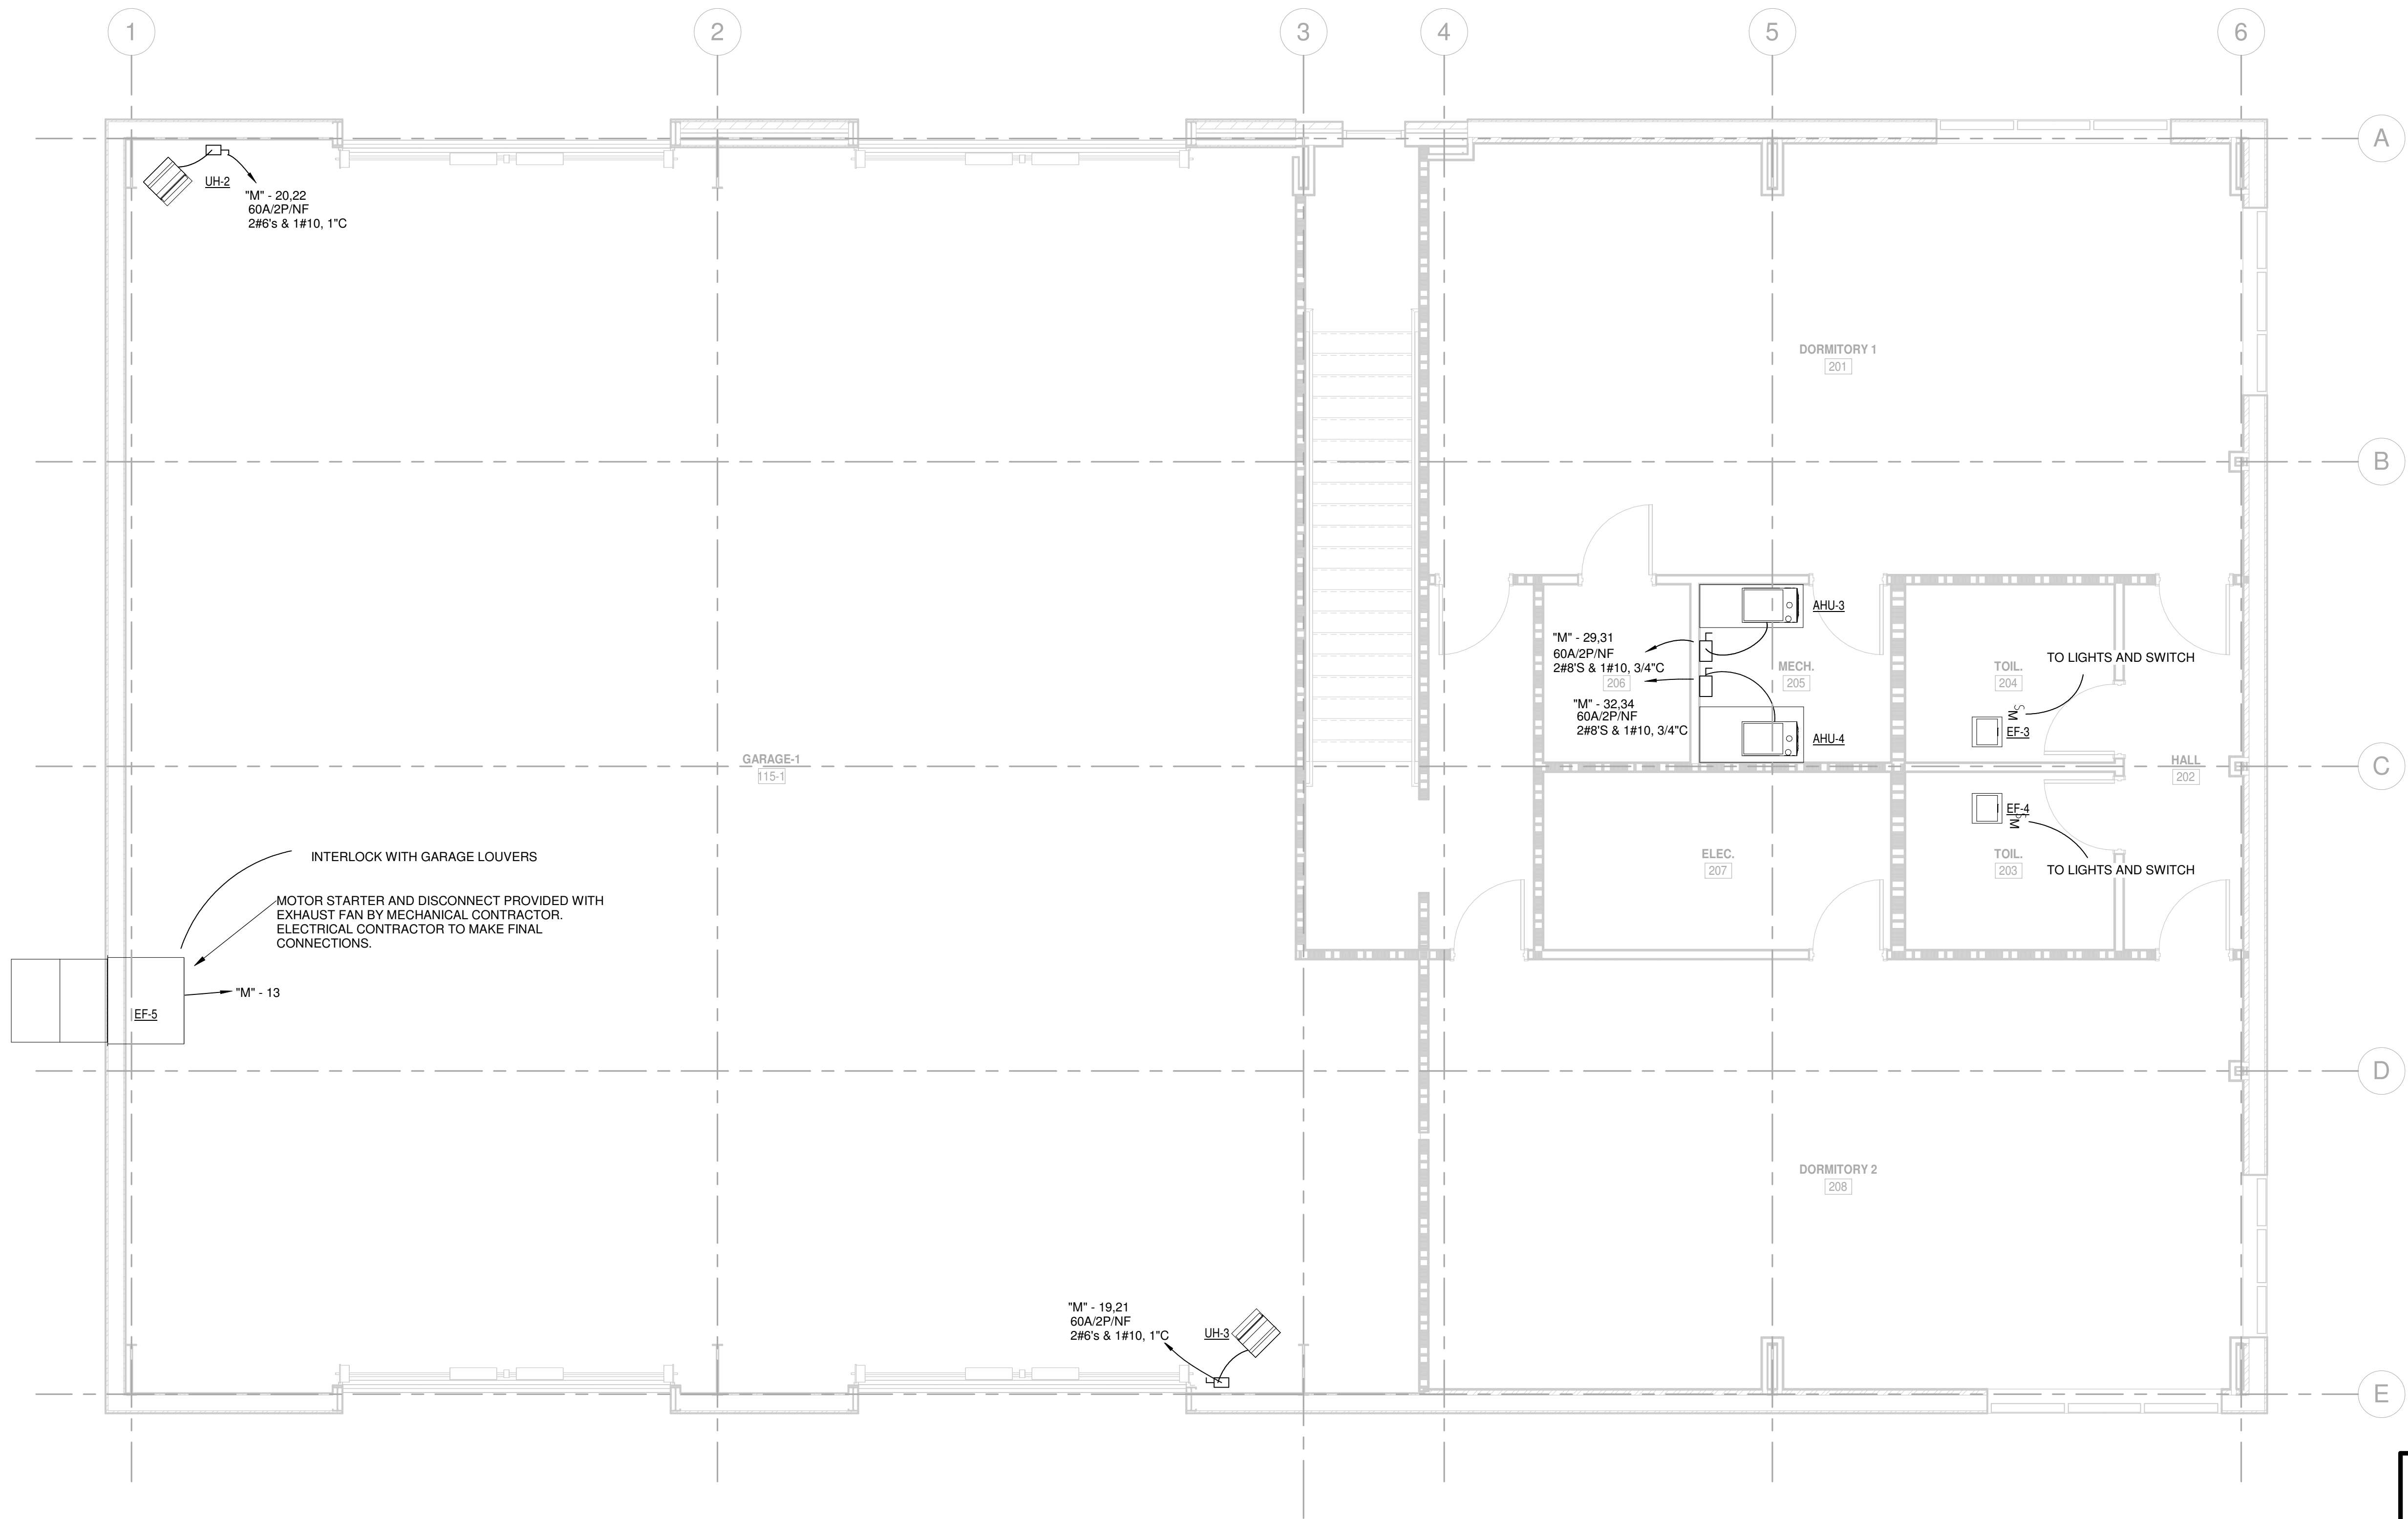 1
2
3
4
5
6
A
UH-2
"M" - 20,22
60A/2P/NF
2#6's & 1#10, 1"C
DORMITORY 1
201
B
AHU-3
"M" - 29,31
60A/2P/NF
2#8'S & 1#10, 3/4"C
206
MECH.
205
TOIL.
204
TO LIGHTS AND SWITCH
"M" - 32,34
60A/2P/NF
2#8'S & 1#10, 3/4"C
AHU-4
SM
EF-3
GARAGE-1
115-1
HALL
202
C
EF-4
SM
ELEC.
207
TOIL.
203
TO LIGHTS AND SWITCH
INTERLOCK WITH GARAGE LOUVERS
MOTOR STARTER AND DISCONNECT PROVIDED WITH
EXHAUST FAN BY MECHANICAL CONTRACTOR.
ELECTRICAL CONTRACTOR TO MAKE FINAL
CONNECTIONS.
"M" - 13
EF-5
D
DORMITORY 2
208
"M" - 19,21
60A/2P/NF
2#6's & 1#10, 1"C
UH-3
E